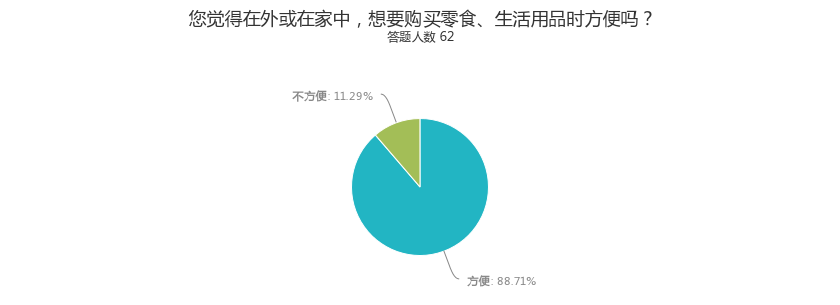 您觉得在外或在家中，想要购买零食、生活用品时方便吗？
答题人数 62
不方便: 11.29%
方便: 88.71%